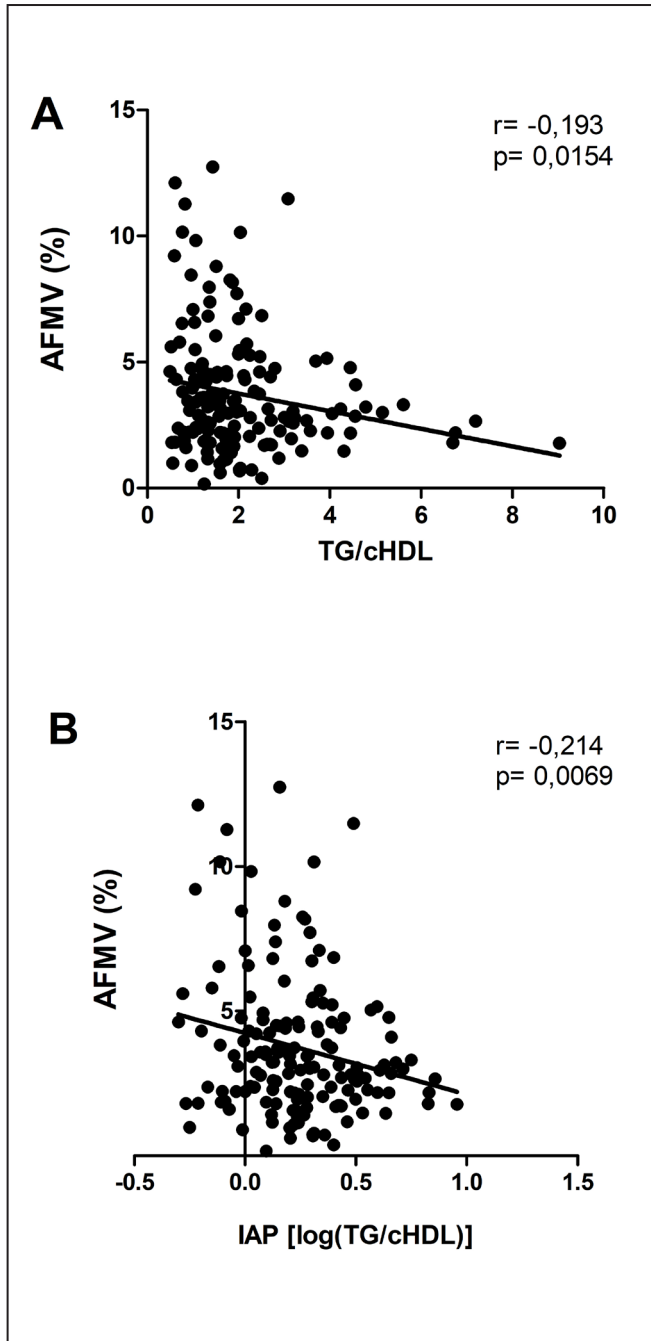 A
r= -0,193
p= 0,0154
AFMV (%)
15
10
5
0
0 2 4 6 8 10
TG/cHDL
B
r= -0,214
p= 0,0069
AFMV (%)
15
10
5
-0.5 0.0 0.5 1.0 1.5
IAP [log(TG/cHDL)]